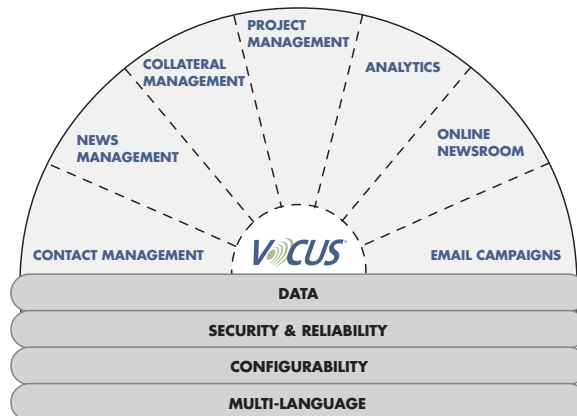 PROJECT
MANAGEMENT
COLLATERAL
MANAGEMENT
ANALYTICS
NEWS
MANAGEMENT
ONLINE
NEWSROOM
CONTACT MANAGEMENT
VOCUS
EMAIL CAMPAIGNS
DATA
SECURITY & RELIABILITY
CONFIGURABILITY
MULTI-LANGUAGE